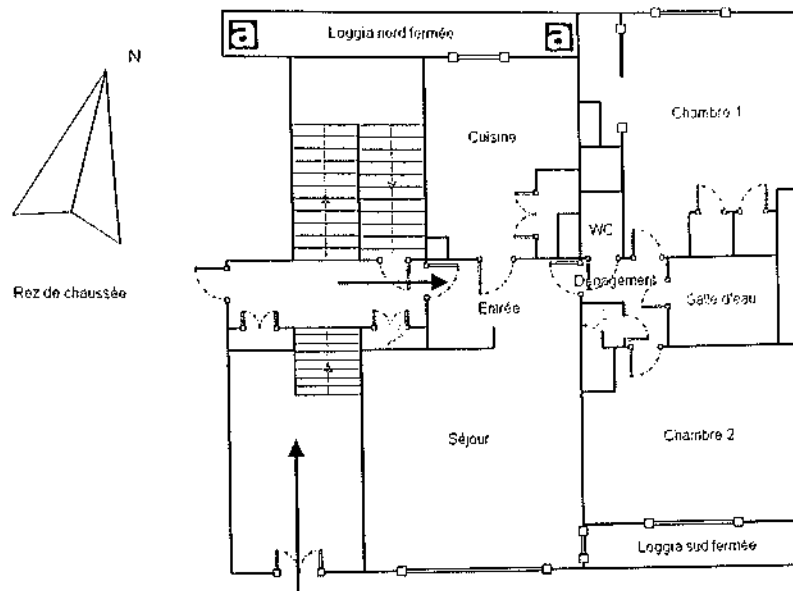 a
Loggia nord fermée
a
N
Cuisine
Chambre 1
WC
Rez de chaussée
Entrée
Dégagement
Salle d'eau
Séjour
Chambre 2
Loggia sud fermée